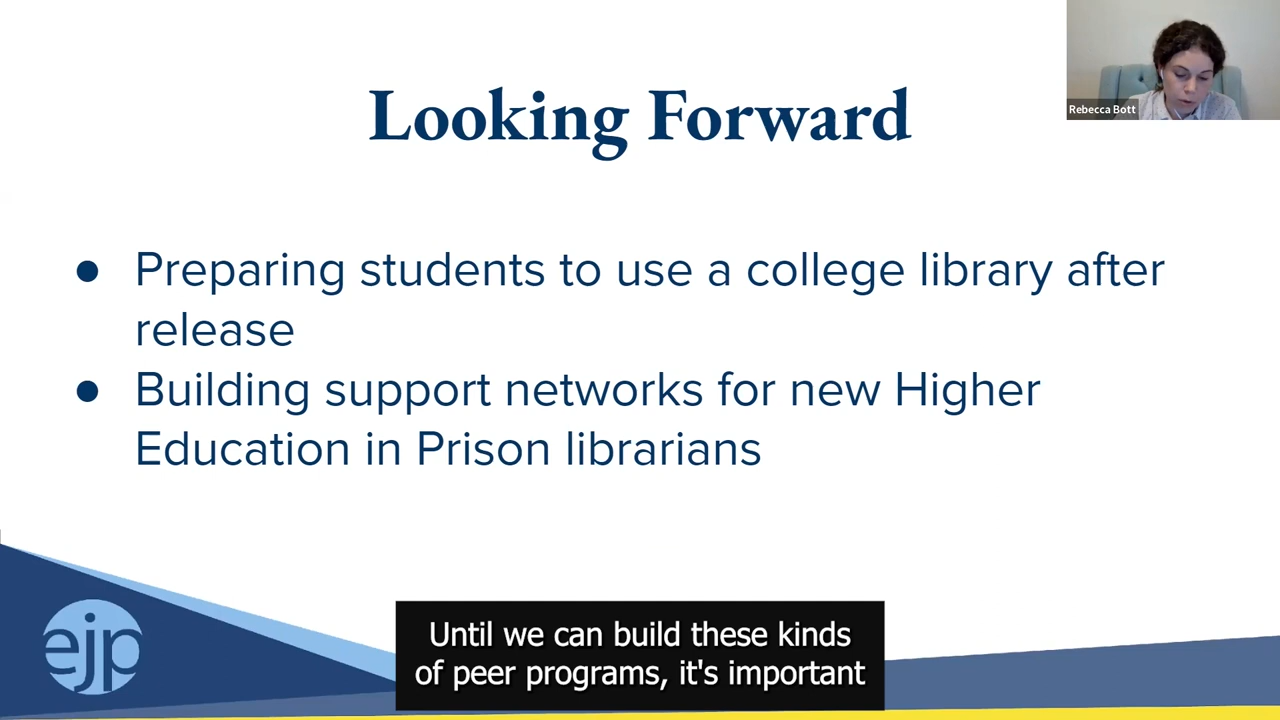 Rebecca Bott
Looking Forward
● Preparing students to use a college library after
release
● Building support networks for new Higher
Education in Prison librarians
ejp
Until we can build these kinds
of peer programs, it's important